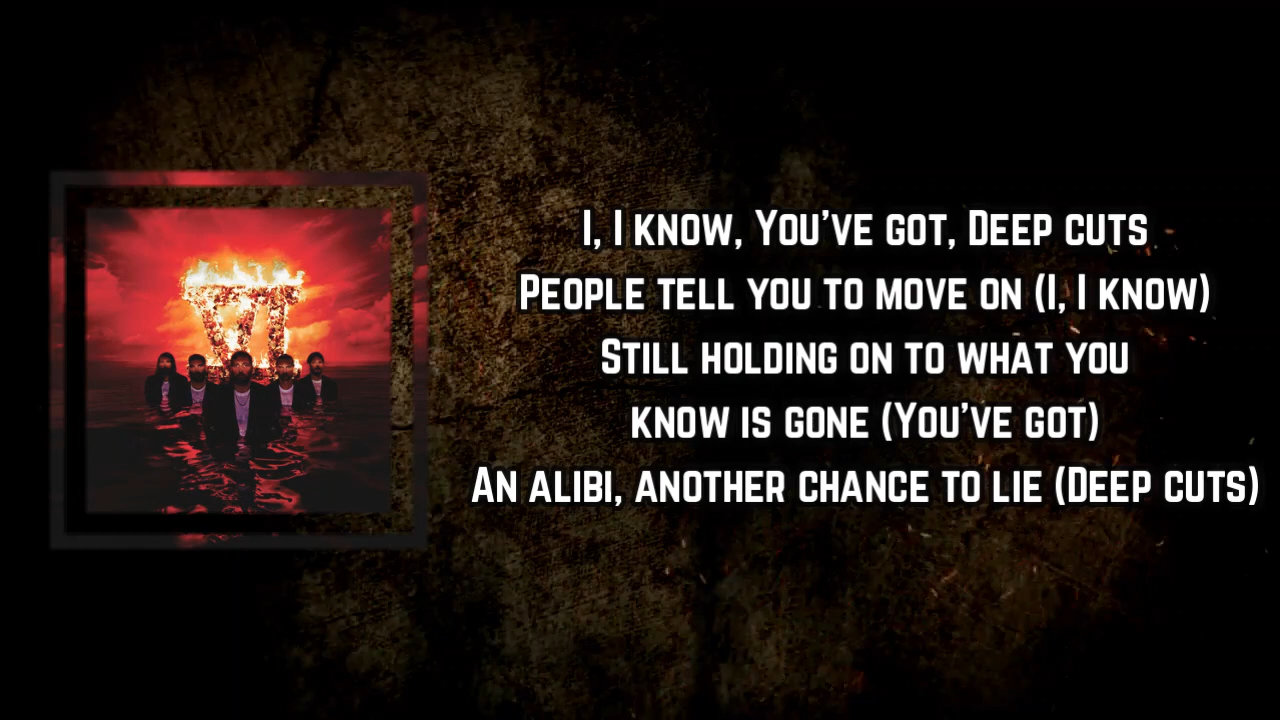 VI
I, I know, You've got, Deep cuts
People tell you to move on (I, I know)
Still holding on to what you
know is gone (You've got)
An alibi, another chance to lie (Deep cuts)